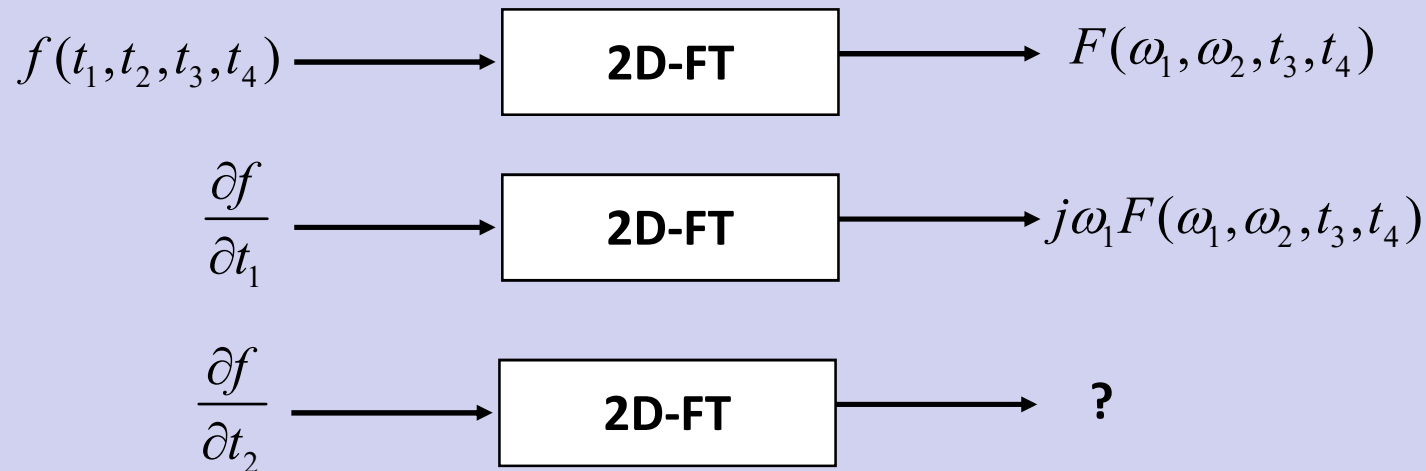 f(t₁,t₂,t₃,t₄) 2D-FT F(ω₁,ω₂,t₃,t₄)
∂f/∂t₁ 2D-FT jω₁F(ω₁,ω₂,t₃,t₄)
∂f/∂t₂ 2D-FT ?